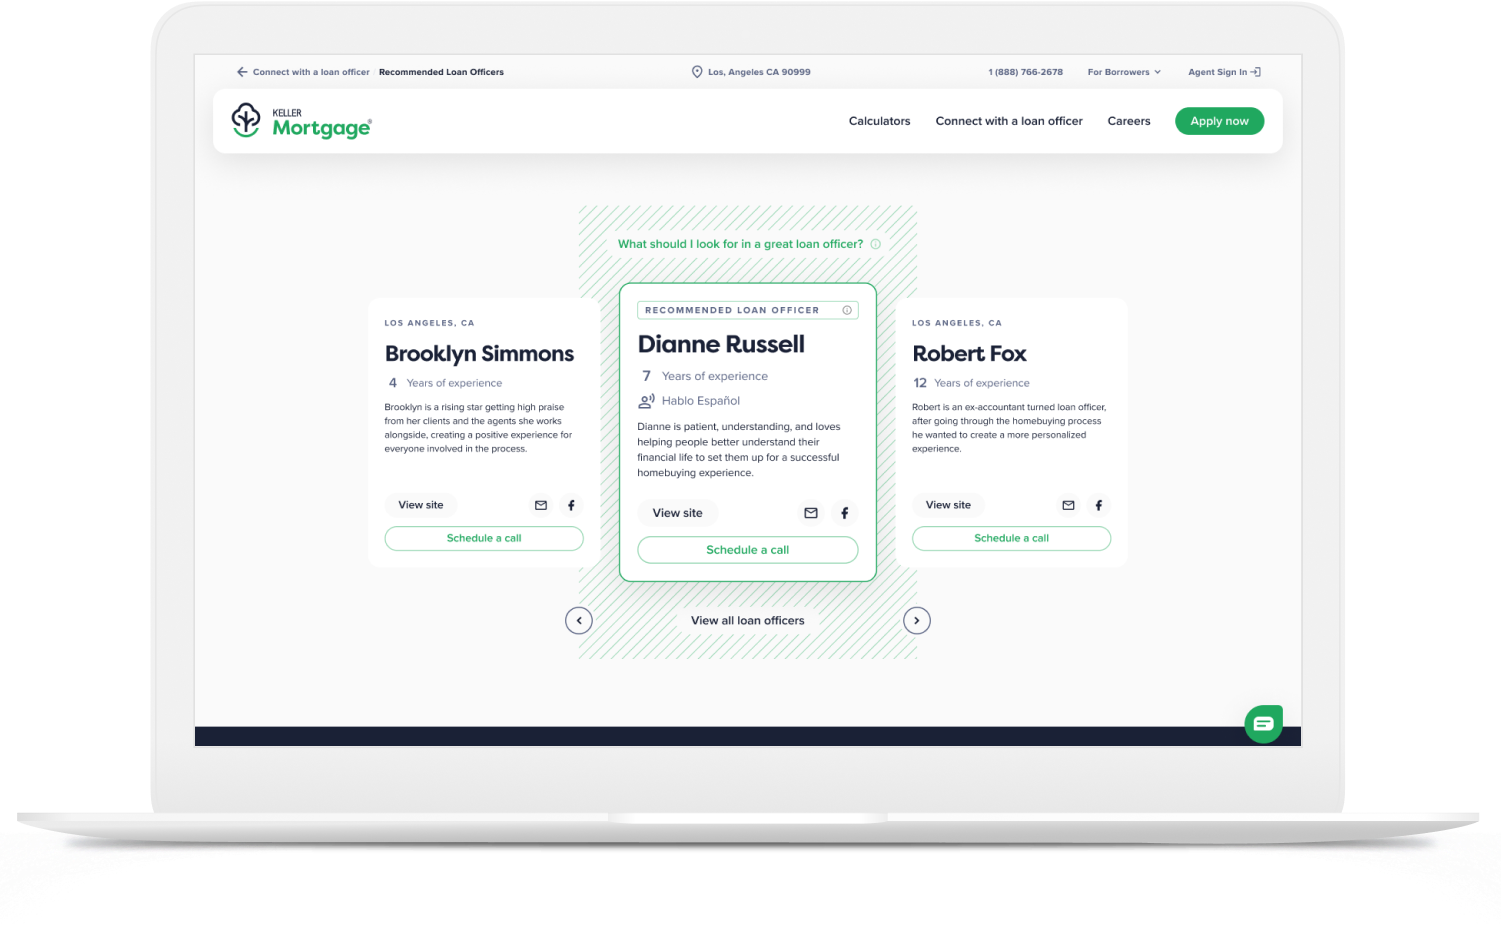 Connect with a loan officer / Recommended Loan Officers
Los, Angeles CA 90999
1 (888) 766-2678
For Borrowers
Agent Sign In
KELLER
Mortgage®
Calculators
Connect with a loan officer
Careers
Apply now
What should I look for in a great loan officer?
LOS ANGELES, CA
Brooklyn Simmons
4 Years of experience
Brooklyn is a rising star getting high praise
from her clients and the agents she works
alongside, creating a positive experience for
everyone involved in the process.
View site
Schedule a call
RECOMMENDED LOAN OFFICER
Dianne Russell
7 Years of experience
Hablo Español
Dianne is patient, understanding, and loves
helping people better understand their
financial life to set them up for a successful
homebuying experience.
View site
Schedule a call
LOS ANGELES, CA
Robert Fox
12 Years of experience
Robert is an ex-accountant turned loan officer,
after going through the homebuying process
he wanted to create a more personalized
experience.
View site
Schedule a call
View all loan officers